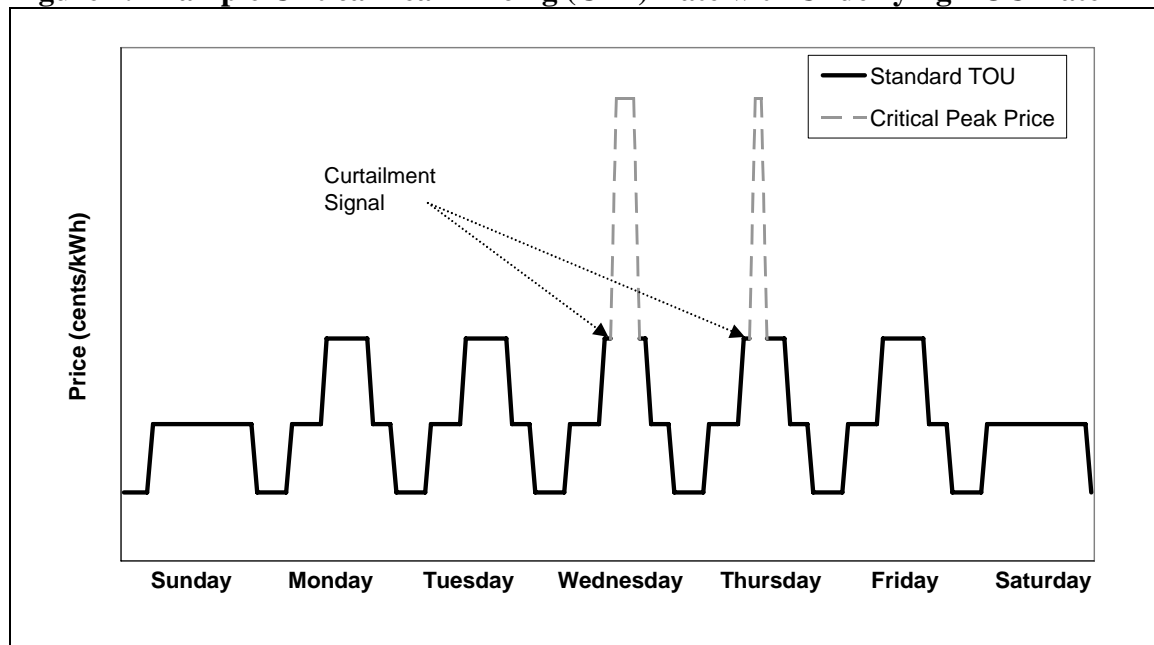 Standard TOU
Critical Peak Price
Curtailment
Signal
Price (cents/kWh)
Sunday Monday Tuesday Wednesday Thursday Friday Saturday